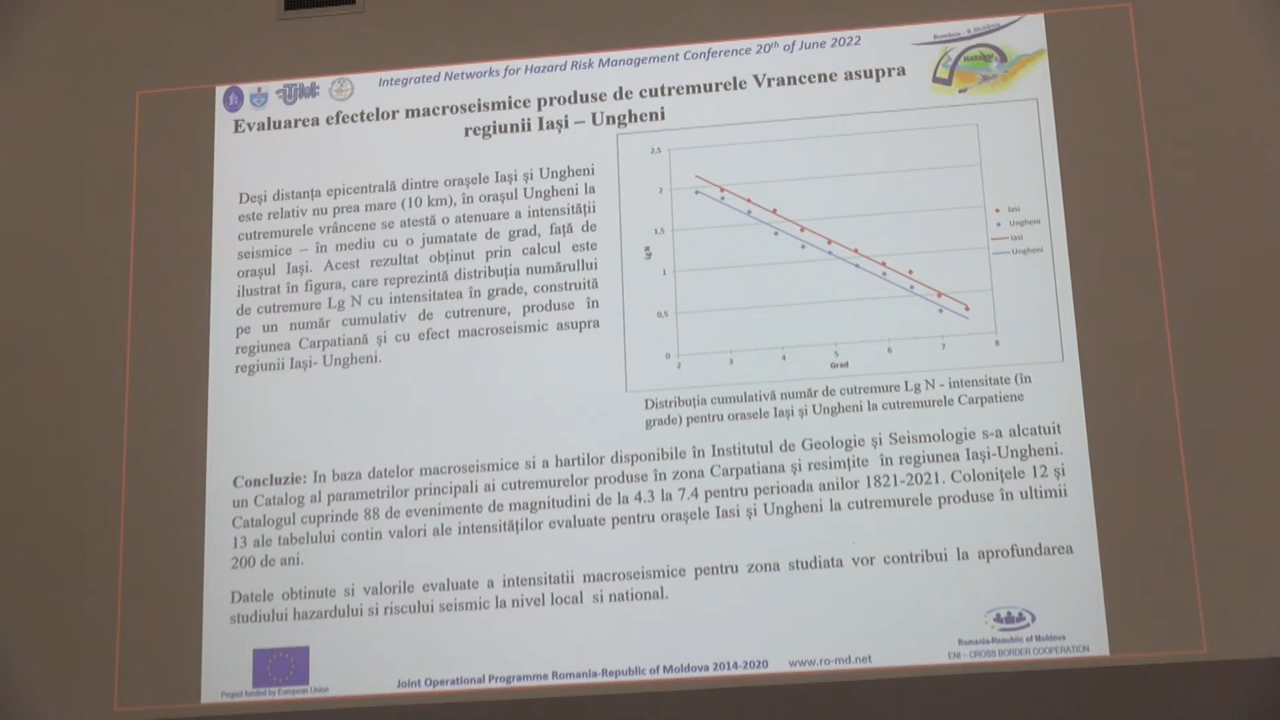 Integrated Networks for Hazard Risk Management Conference 20th of June 2022
România - R. Moldova
Evaluarea efectelor macroseismice produse de cutremurele Vrancene asupra
regiunii Iași – Ungheni
Deși distanța epicentrală dintre orașele Iași și Ungheni
este relativ nu prea mare (10 km), în orașul Ungheni la
cutremurele vrâncene se atestă o atenuare a intensității
seismice – în mediu cu o jumatate de grad, față de
orașul Iași. Acest rezultat obținut prin calcul este
ilustrat în figura, care reprezintă distribuția numărullui
de cutremure Lg N cu intensitatea în grade, construită
pe un număr cumulativ de cutrenure, produse în
regiunea Carpatiană și cu efect macroseismic asupra
regiunii Iași- Ungheni.
2,5
2
1,5
1
0,5
0
2
3
4
5
6
7
8
Grad
Iasi
Ungheni
Iasi
Ungheni
Distribuția cumulativă număr de cutremure Lg N - intensitate (în
grade) pentru orasele Iași și Ungheni la cutremurele Carpatiene
Concluzie: In baza datelor macroseismice si a hartilor disponibile în Institutul de Geologie și Seismologie s-a alcatuit
un Catalog al parametrilor principali ai cutremurelor produse în zona Carpatiana și resimțite în regiunea Iași-Ungheni.
Catalogul cuprinde 88 de evenimente de magnitudini de la 4.3 la 7.4 pentru perioada anilor 1821-2021. Colonițele 12 și
13 ale tabelului contin valori ale intensităților evaluate pentru orașele Iasi și Ungheni la cutremurele produse în ultimii
200 de ani.
Datele obtinute si valorile evaluate a intensitatii macroseismice pentru zona studiata vor contribui la aprofundarea
studiului hazardului si riscului seismic la nivel local si national.
Project funded by European Union
Joint Operational Programme Romania-Republic of Moldova 2014-2020 www.ro-md.net
Romania-Republic of Moldova
ENI – CROSS BORDER COOPERATION